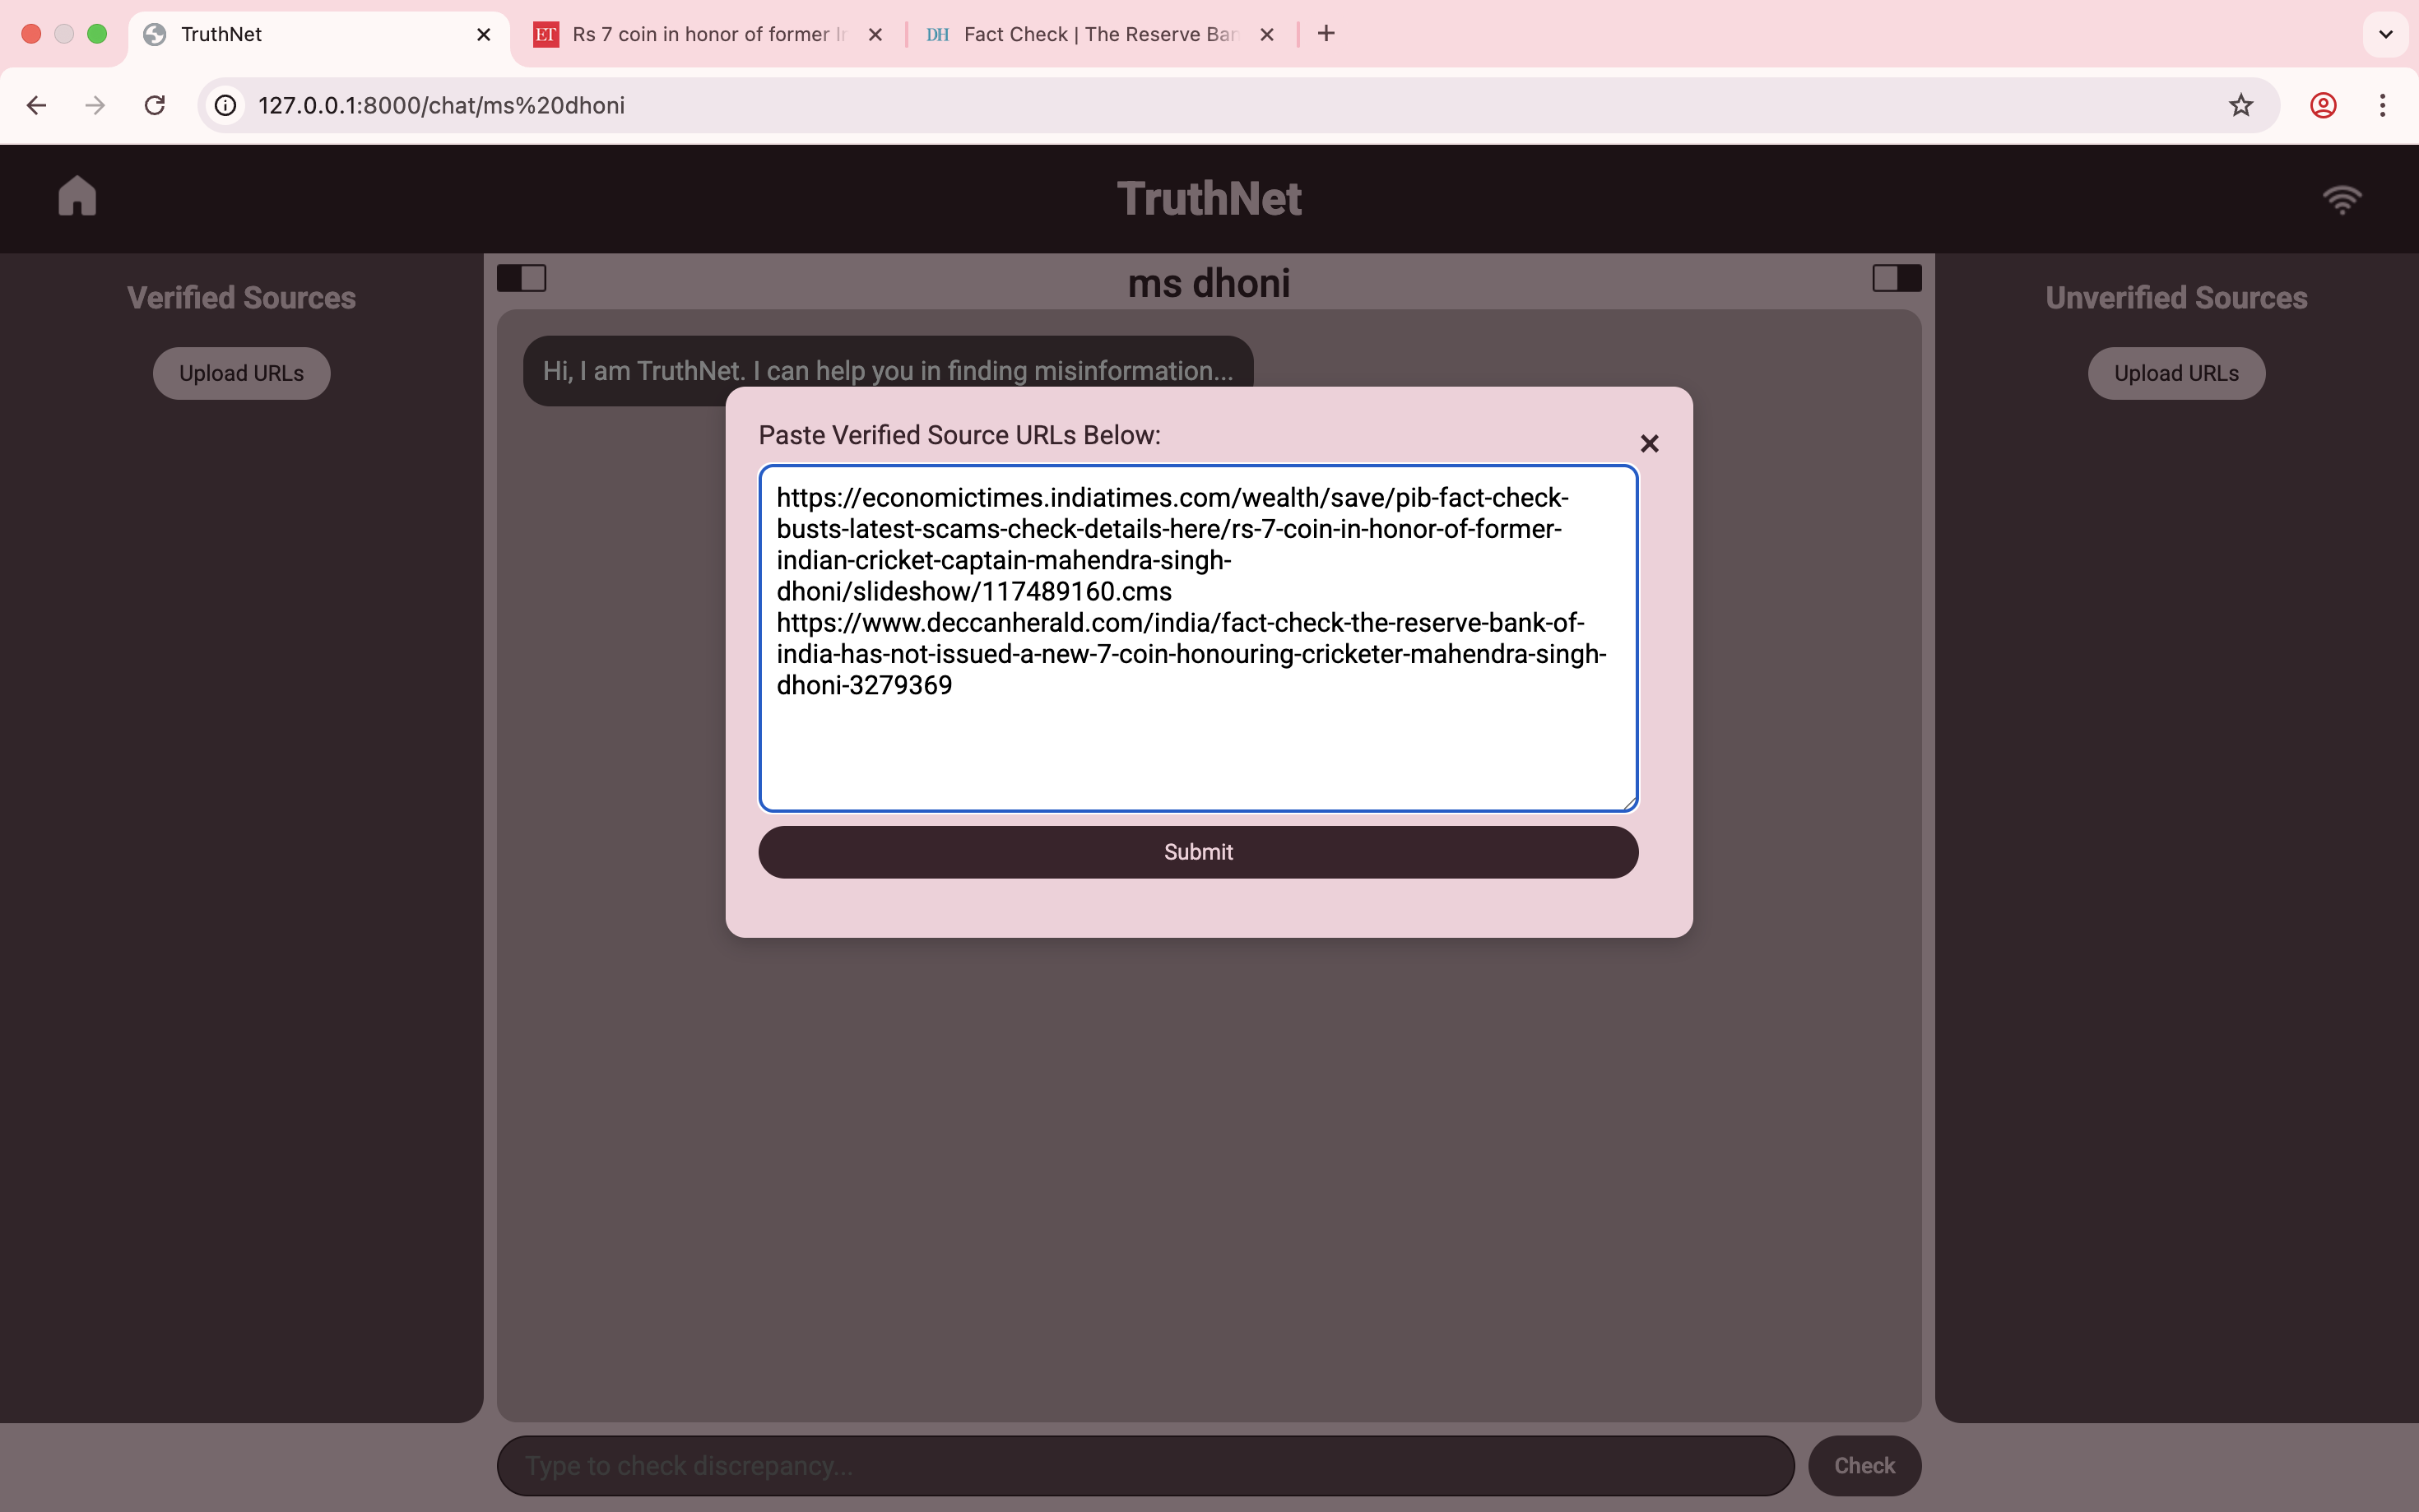 TruthNet
ET Rs 7 coin in honor of former
DH Fact Check | The Reserve Ban
127.0.0.1:8000/chat/ms%20dhoni
TruthNet
Verified Sources
Upload URLs
ms dhoni
Unverified Sources
Upload URLs
Hi, I am TruthNet. I can help you in finding misinformation...
Paste Verified Source URLs Below:
https://economictimes.indiatimes.com/wealth/save/pib-fact-check-
busts-latest-scams-check-details-here/rs-7-coin-in-honor-of-former-
indian-cricket-captain-mahendra-singh-
dhoni/slideshow/117489160.cms
https://www.deccanherald.com/india/fact-check-the-reserve-bank-of-
india-has-not-issued-a-new-7-coin-honouring-cricketer-mahendra-singh-
dhoni-3279369
Submit
Type to check discrepancy...
Check